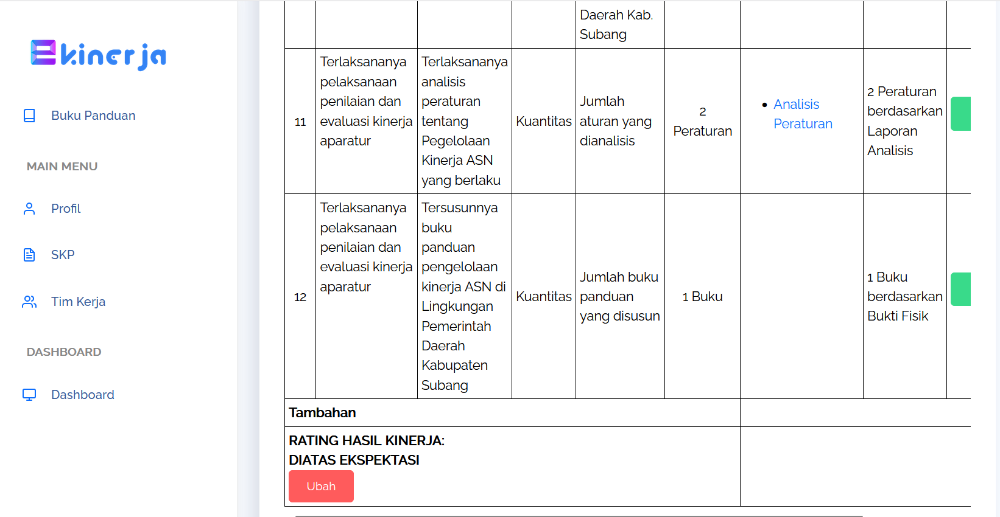 Ekinerja
Buku Panduan
MAIN MENU
Profil
SKP
Tim Kerja
DASHBOARD
Dashboard
Daerah Kab.
Subang
11
Terlaksananya
pelaksanaan
penilaian dan
evaluasi kinerja
aparatur
Terlaksananya
analisis
peraturan
tentang
Pegelolaan
Kinerja ASN
yang berlaku
Kuantitas
Jumlah
aturan yang
dianalisis
2
Peraturan
Analisis
Peraturan
2 Peraturan
berdasarkan
Laporan
Analisis
12
Terlaksananya
pelaksanaan
penilaian dan
evaluasi kinerja
aparatur
Tersusunnya
buku
panduan
pengelolaan
kinerja ASN di
Lingkungan
Pemerintah
Daerah
Kabupaten
Subang
Kuantitas
Jumlah buku
panduan
yang disusun
1 Buku
1 Buku
berdasarkan
Bukti Fisik
Tambahan
RATING HASIL KINERJA:
DIATAS EKSPEKTASI
Ubah